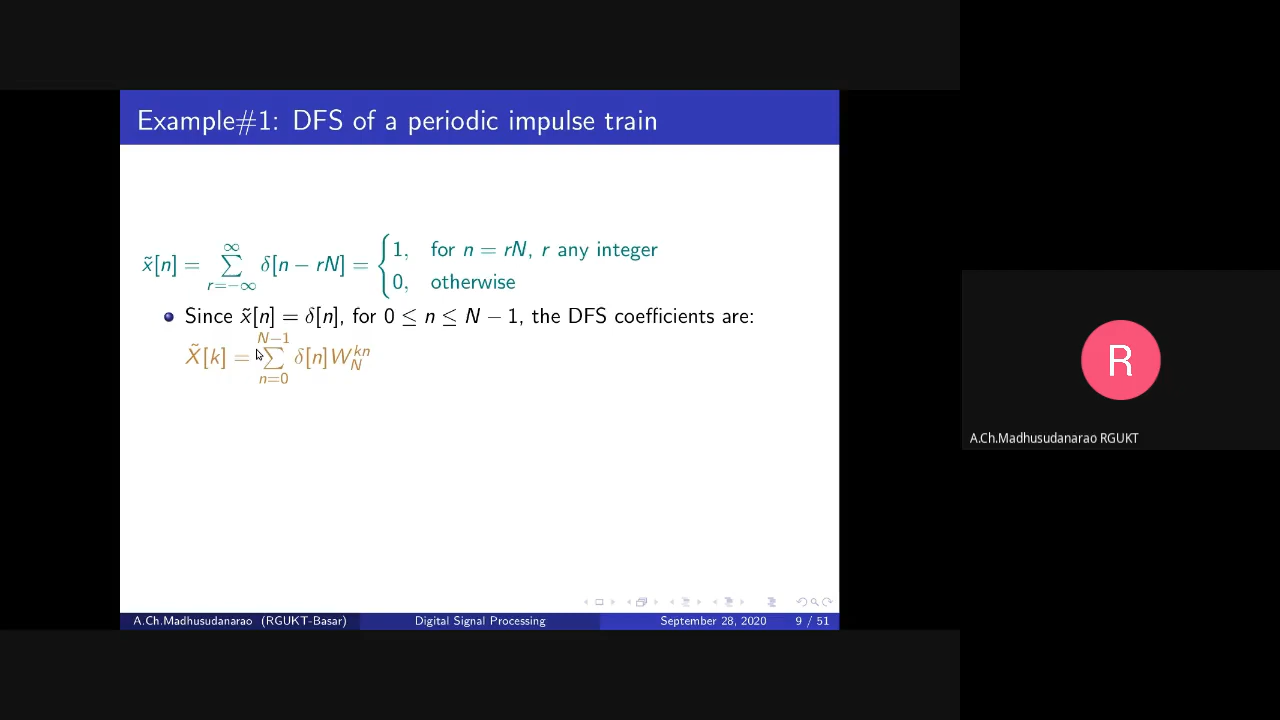 Example#1: DFS of a periodic impulse train
x̃[n] = ∑_{r=−∞}^{∞} δ[n − rN] = { 1, for n = rN, r any integer
0, otherwise
Since x̃[n] = δ[n], for 0 ≤ n ≤ N − 1, the DFS coefficients are:
X̃[k] = ∑_{n=0}^{N−1} δ[n]W_N^{kn}
R
A.Ch.Madhusudanarao RGUKT
A.Ch.Madhusudanarao (RGUKT-Basar) Digital Signal Processing September 28, 2020 9 / 51